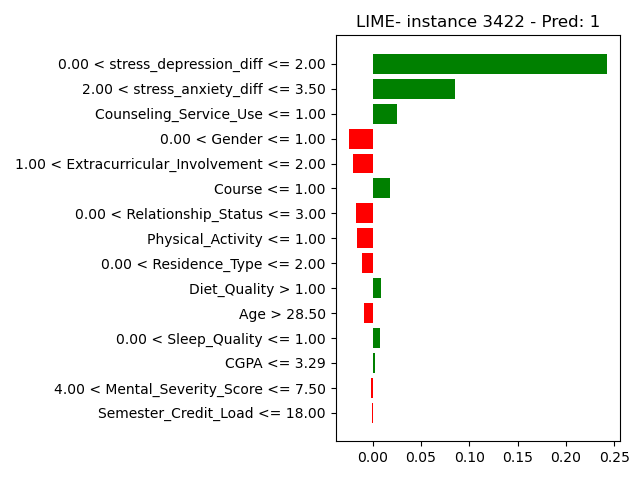 LIME- instance 3422 - Pred: 1
0.00 < stress_depression_diff <= 2.00
2.00 < stress_anxiety_diff <= 3.50
Counseling_Service_Use <= 1.00
0.00 < Gender <= 1.00
1.00 < Extracurricular_Involvement <= 2.00
Course <= 1.00
0.00 < Relationship_Status <= 3.00
Physical_Activity <= 1.00
0.00 < Residence_Type <= 2.00
Diet_Quality > 1.00
Age > 28.50
0.00 < Sleep_Quality <= 1.00
CGPA <= 3.29
4.00 < Mental_Severity_Score <= 7.50
Semester_Credit_Load <= 18.00
0.00 0.05 0.10 0.15 0.20 0.25